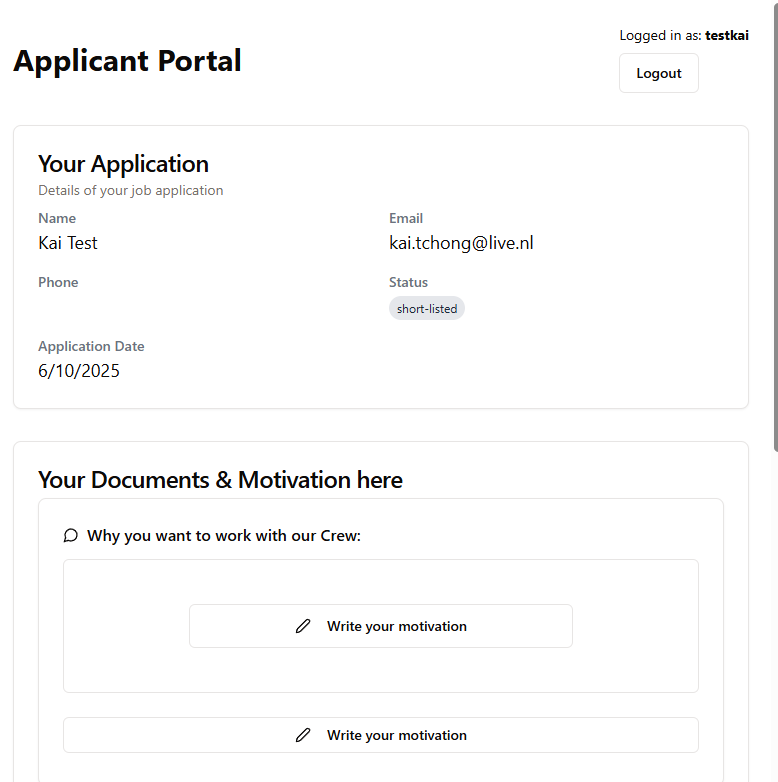 Logged in as: testkai
Applicant Portal
Logout
Your Application
Details of your job application
Name
Email
Kai Test
kai.tchong@live.nl
Phone
Status
short-listed
Application Date
6/10/2025
Your Documents & Motivation here
Why you want to work with our Crew:
Write your motivation
Write your motivation